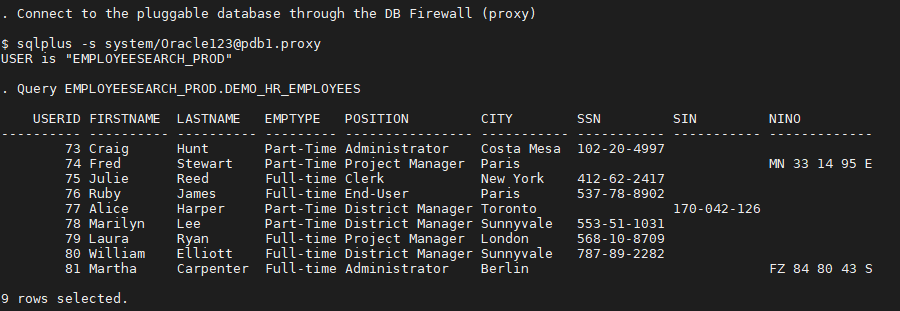 . Connect to the pluggable database through the DB Firewall (proxy)
$ sqlplus -s system/Oracle123@pdb1.proxy
USER is "EMPLOYEESEARCH_PROD"
. Query EMPLOYEESEARCH_PROD.DEMO_HR_EMPLOYEES
    USERID FIRSTNAME  LASTNAME   EMPTYPE   POSITION         CITY        SSN         SIN         NINO
---------- ---------- ---------- --------- ---------------- ----------- ----------- ----------- -------------
        73 Craig      Hunt       Part-Time Administrator    Costa Mesa  102-20-4997
        74 Fred       Stewart    Part-Time Project Manager  Paris                               MN 33 14 95 E
        75 Julie      Reed       Full-time Clerk            New York    412-62-2417
        76 Ruby       James      Full-time End-User         Paris       537-78-8902
        77 Alice      Harper     Part-Time District Manager Toronto                 170-042-126
        78 Marilyn    Lee        Part-Time District Manager Sunnyvale   553-51-1031
        79 Laura      Ryan       Full-time Project Manager  London      568-10-8709
        80 William    Elliott    Full-time District Manager Sunnyvale   787-89-2282
        81 Martha     Carpenter  Full-time Administrator    Berlin                              FZ 84 80 43 S
9 rows selected.